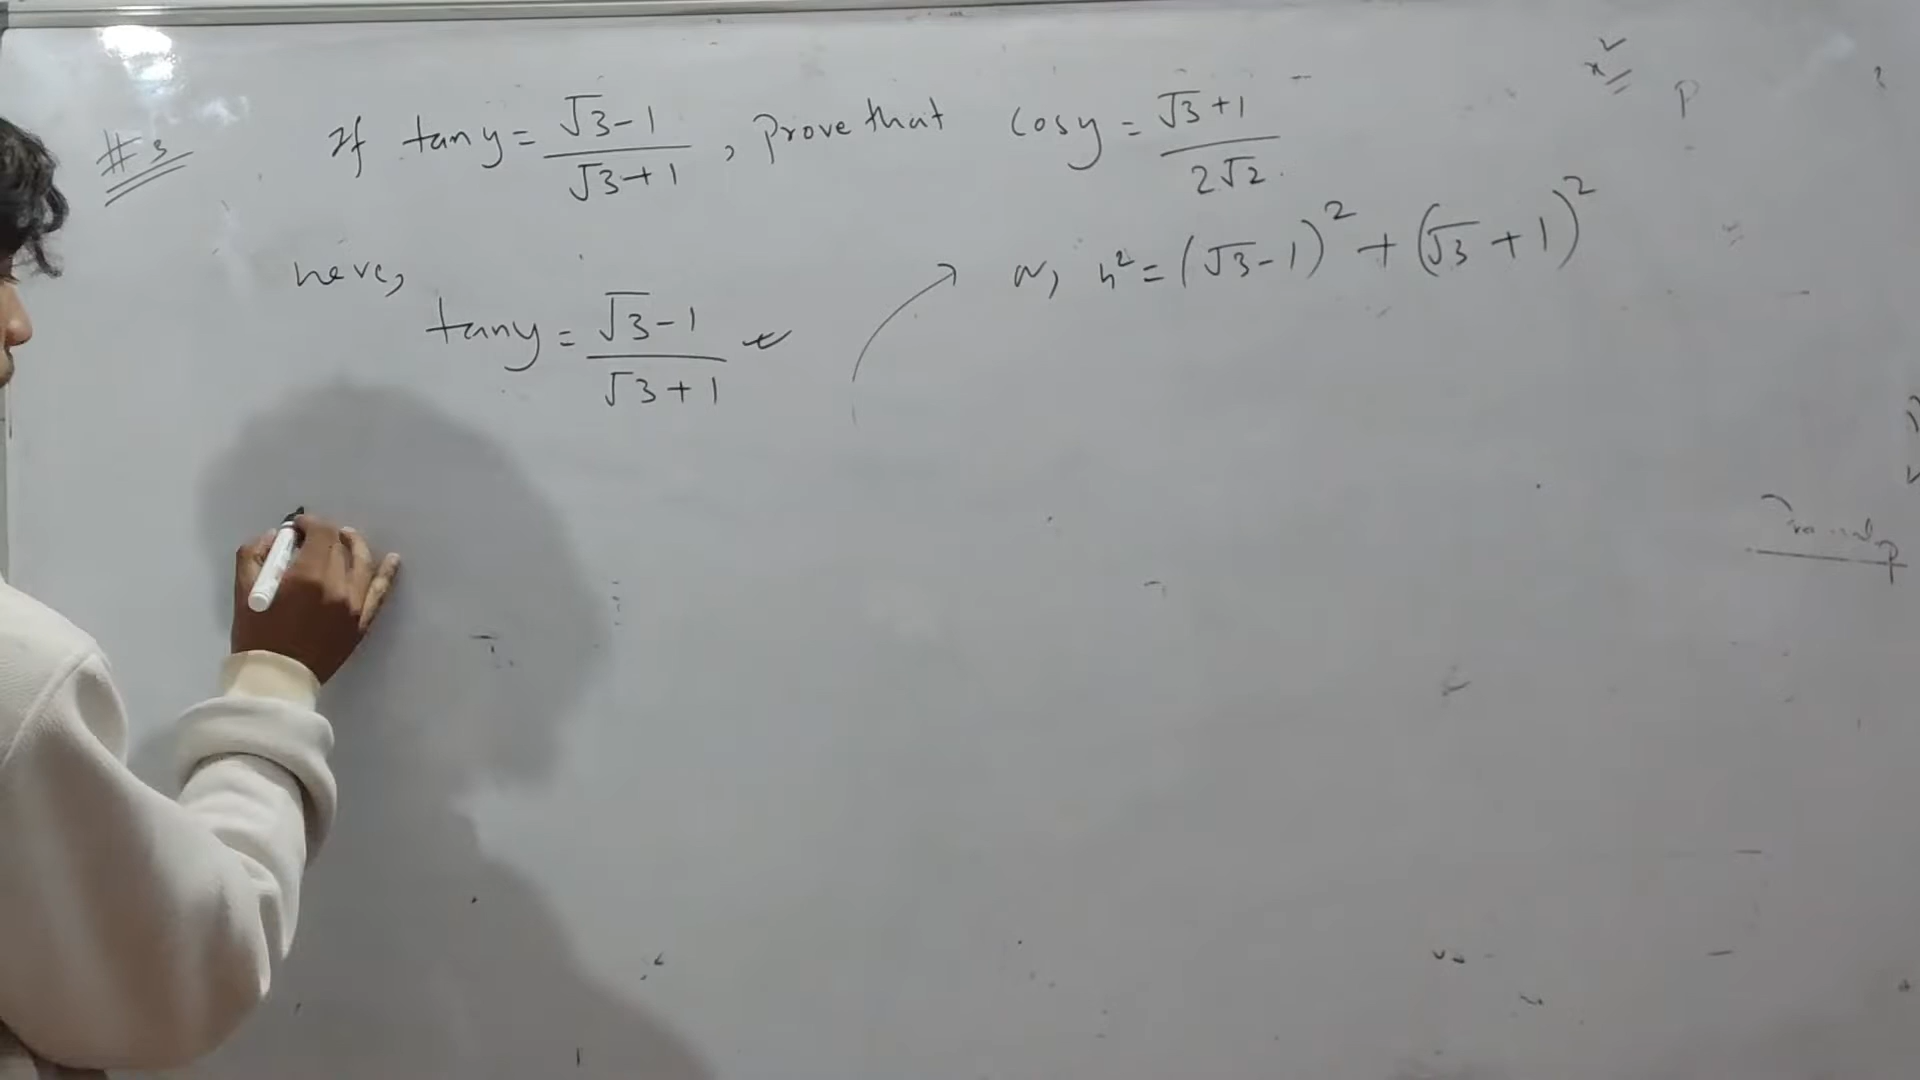 #3 If tan y = (√3-1)/(√3+1), prove that cos y = (√3+1)/(2√2).
here,
tan y = (√3-1)/(√3+1)
or, h² = (√3-1)² + (√3+1)²